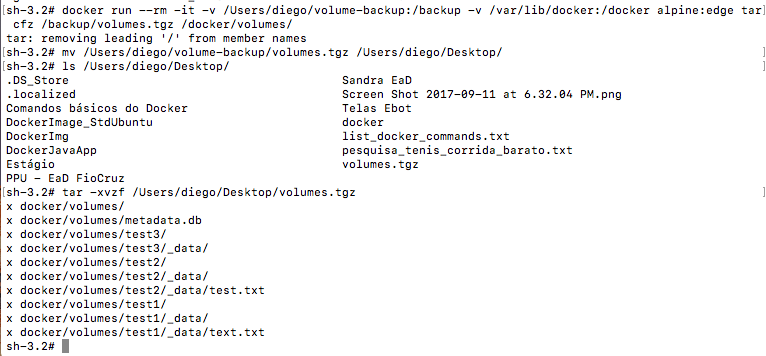 [sh-3.2# docker run --rm -it -v /Users/diego/volume-backup:/backup -v /var/lib/docker:/docker alpine:edge tar]
 cfz /backup/volumes.tgz /docker/volumes/
tar: removing leading '/' from member names
[sh-3.2# mv /Users/diego/volume-backup/volumes.tgz /Users/diego/Desktop/ ]
[sh-3.2# ls /Users/diego/Desktop/ ]
.DS_Store Sandra EaD
.localized Screen Shot 2017-09-11 at 6.32.04 PM.png
Comandos básicos do Docker Telas Ebot
DockerImage_StdUbuntu docker
DockerImg list_docker_commands.txt
DockerJavaApp pesquisa_tenis_corrida_barato.txt
Estágio volumes.tgz
PPU - EaD FioCruz
[sh-3.2# tar -xvzf /Users/diego/Desktop/volumes.tgz ]
x docker/volumes/
x docker/volumes/metadata.db
x docker/volumes/test3/
x docker/volumes/test3/_data/
x docker/volumes/test2/
x docker/volumes/test2/_data/
x docker/volumes/test2/_data/test.txt
x docker/volumes/test1/
x docker/volumes/test1/_data/
x docker/volumes/test1/_data/text.txt
sh-3.2#